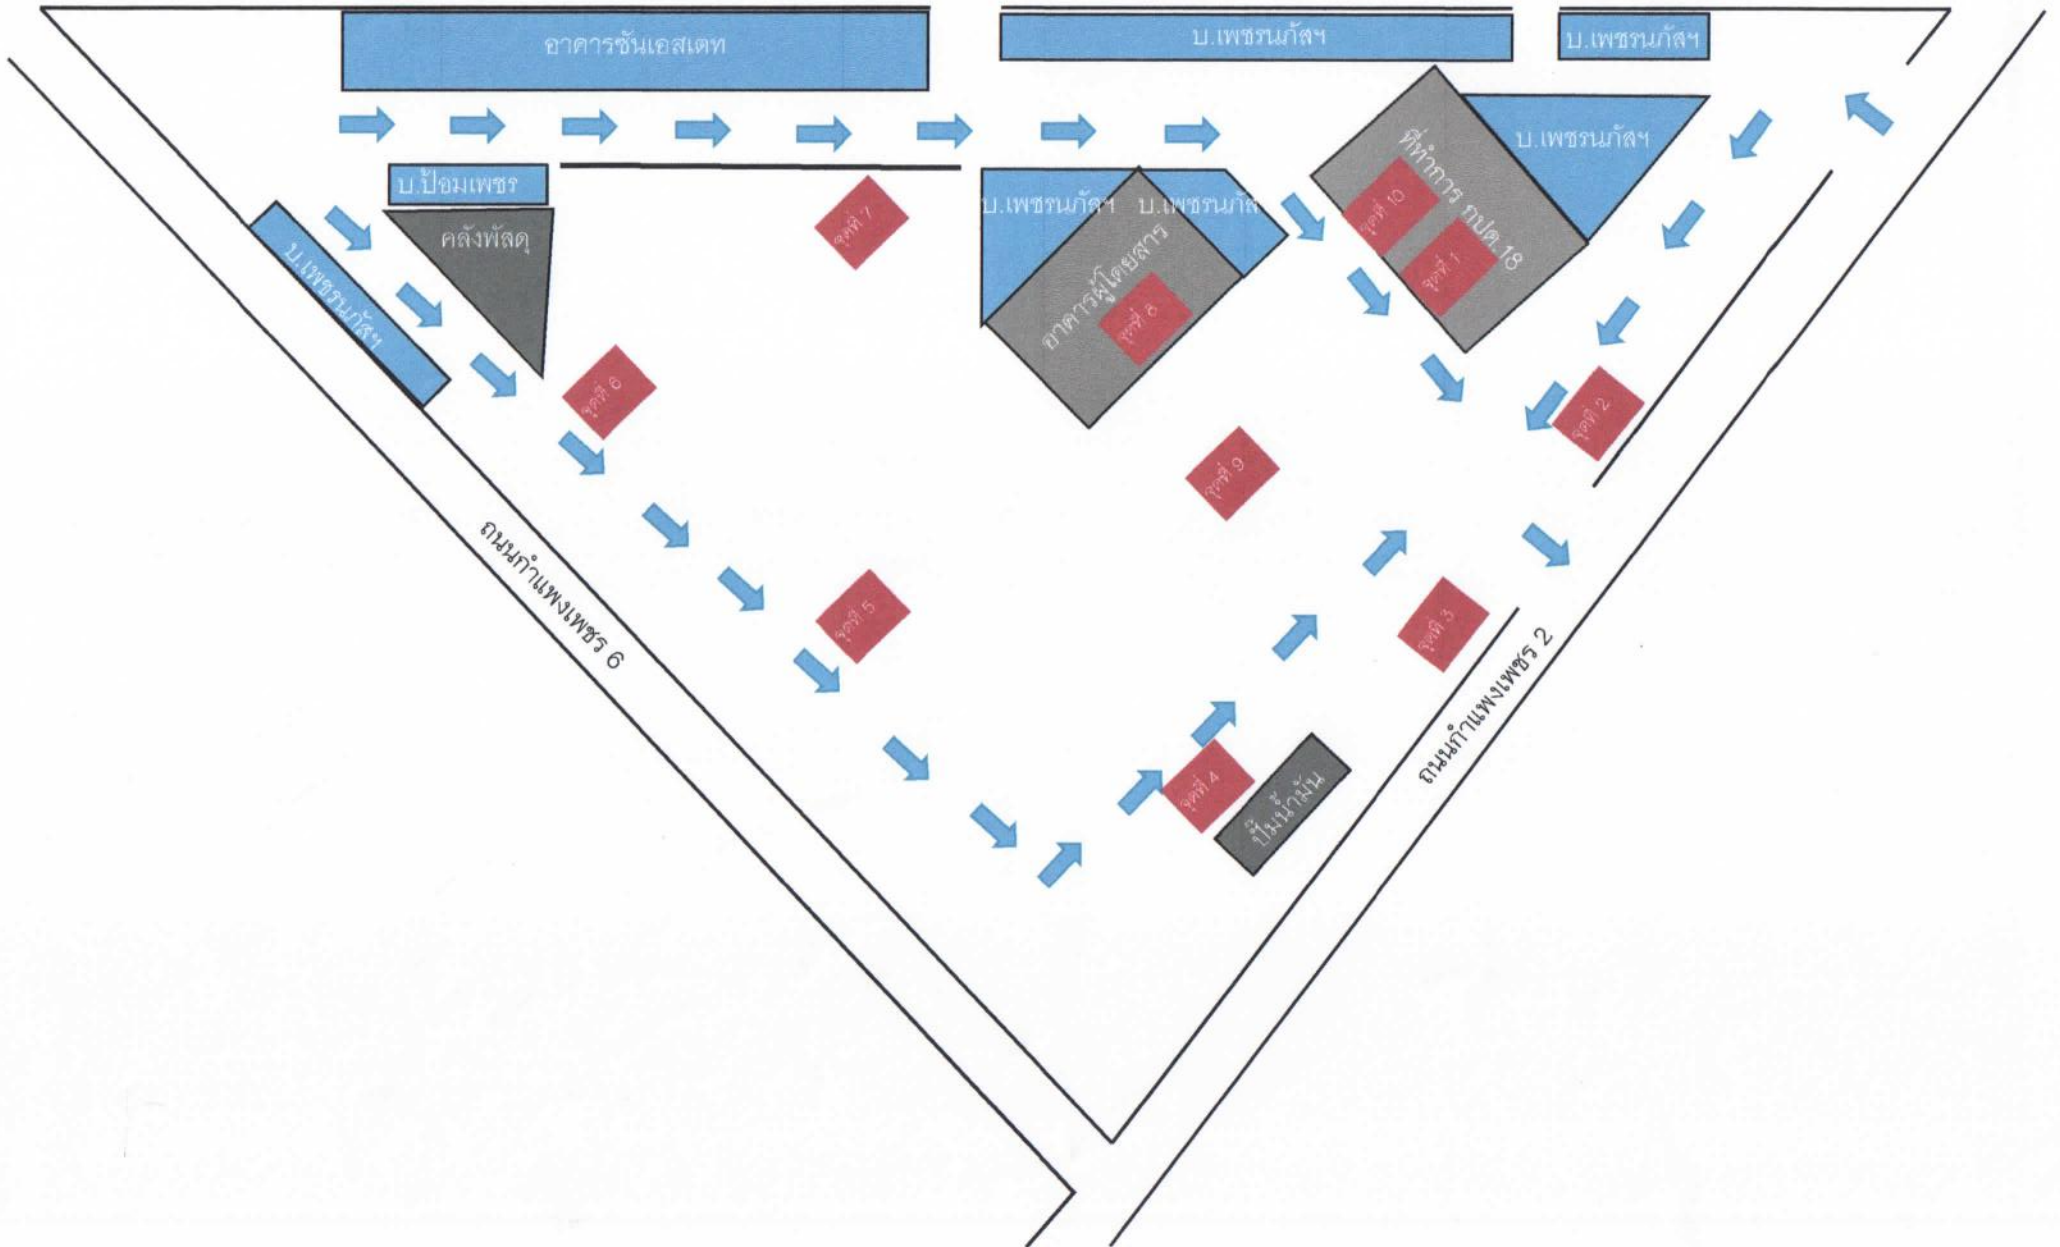 อาคารซันเอสเตท
บ.เพชรนภัสฯ
บ.เพชรนภัสฯ
บ.เพชรนภัสฯ
ที่ทำการ กปด.18
จุดที่ 10
จุดที่ 1
บ.ป้อมเพชร
คลังพัสดุ
บ.เพชรนภัสฯ
จุดที่ 7
บ.เพชรนภัสฯ
บ.เพชรนภัส
อาคารผู้โดยสาร
จุดที่ 8
จุดที่ 6
จุดที่ 2
จุดที่ 9
จุดที่ 5
จุดที่ 3
จุดที่ 4
ปั๊มน้ำมัน
ถนนกำแพงเพชร 6
ถนนกำแพงเพชร 2